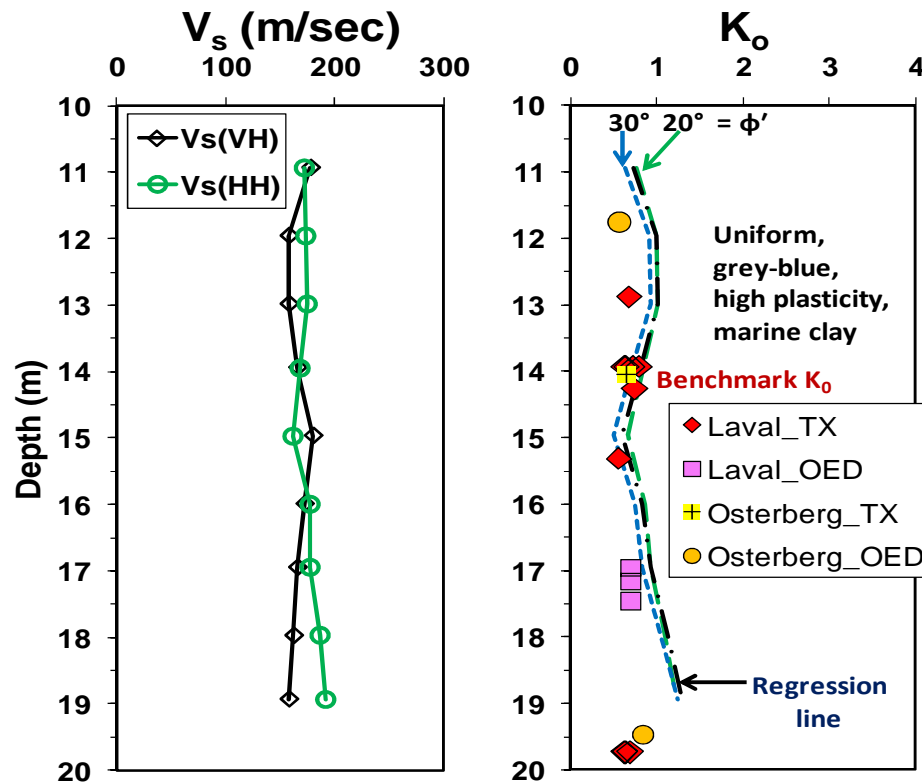 Vₛ (m/sec)
0 100 200 300
Kₒ
0 1 2 3 4
Depth (m)
10
11
12
13
14
15
16
17
18
19
20
Vs(VH)
Vs(HH)
10
11
12
13
14
15
16
17
18
19
20
30° 20° = ϕ'
Uniform,
grey-blue,
high plasticity,
marine clay
Benchmark K₀
Laval_TX
Laval_OED
Osterberg_TX
Osterberg_OED
Regression
line